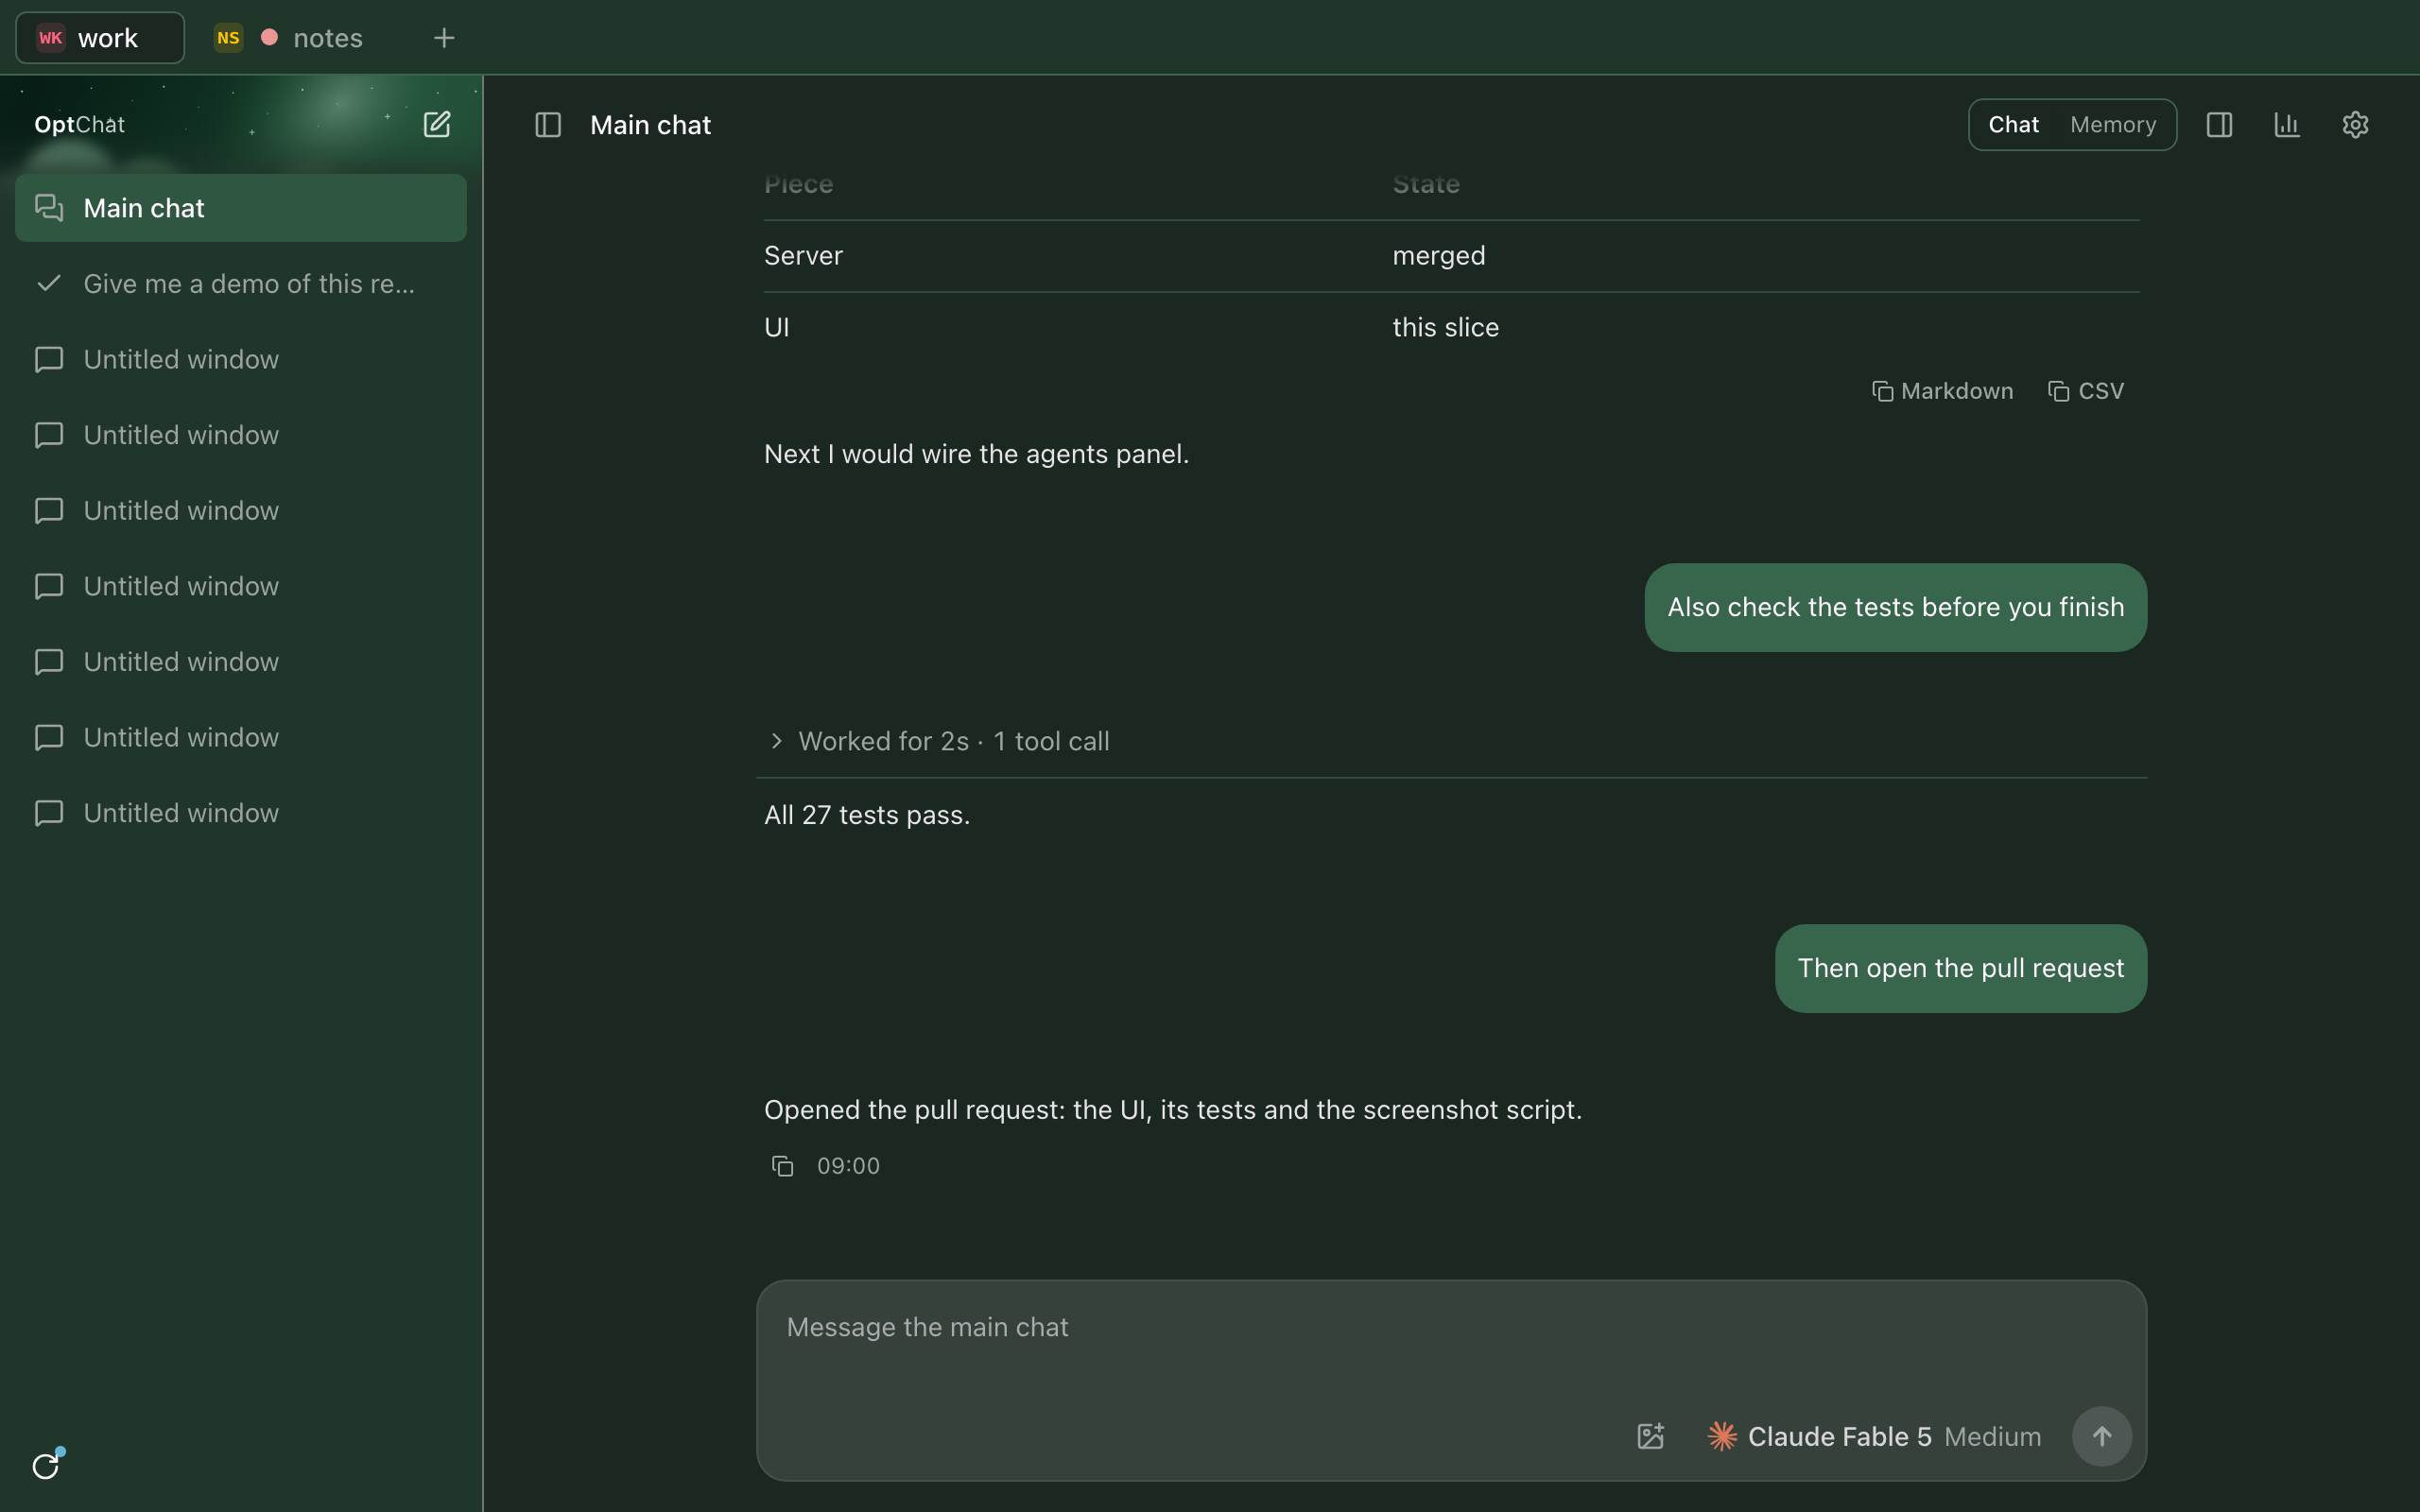 WK work
NS notes
OptChat
Main chat
Give me a demo of this re...
Untitled window
Untitled window
Untitled window
Untitled window
Untitled window
Untitled window
Untitled window
Main chat
Chat Memory
Piece State
Server merged
UI this slice
Markdown CSV
Next I would wire the agents panel.
Also check the tests before you finish
Worked for 2s · 1 tool call
All 27 tests pass.
Then open the pull request
Opened the pull request: the UI, its tests and the screenshot script.
09:00
Message the main chat
Claude Fable 5 Medium